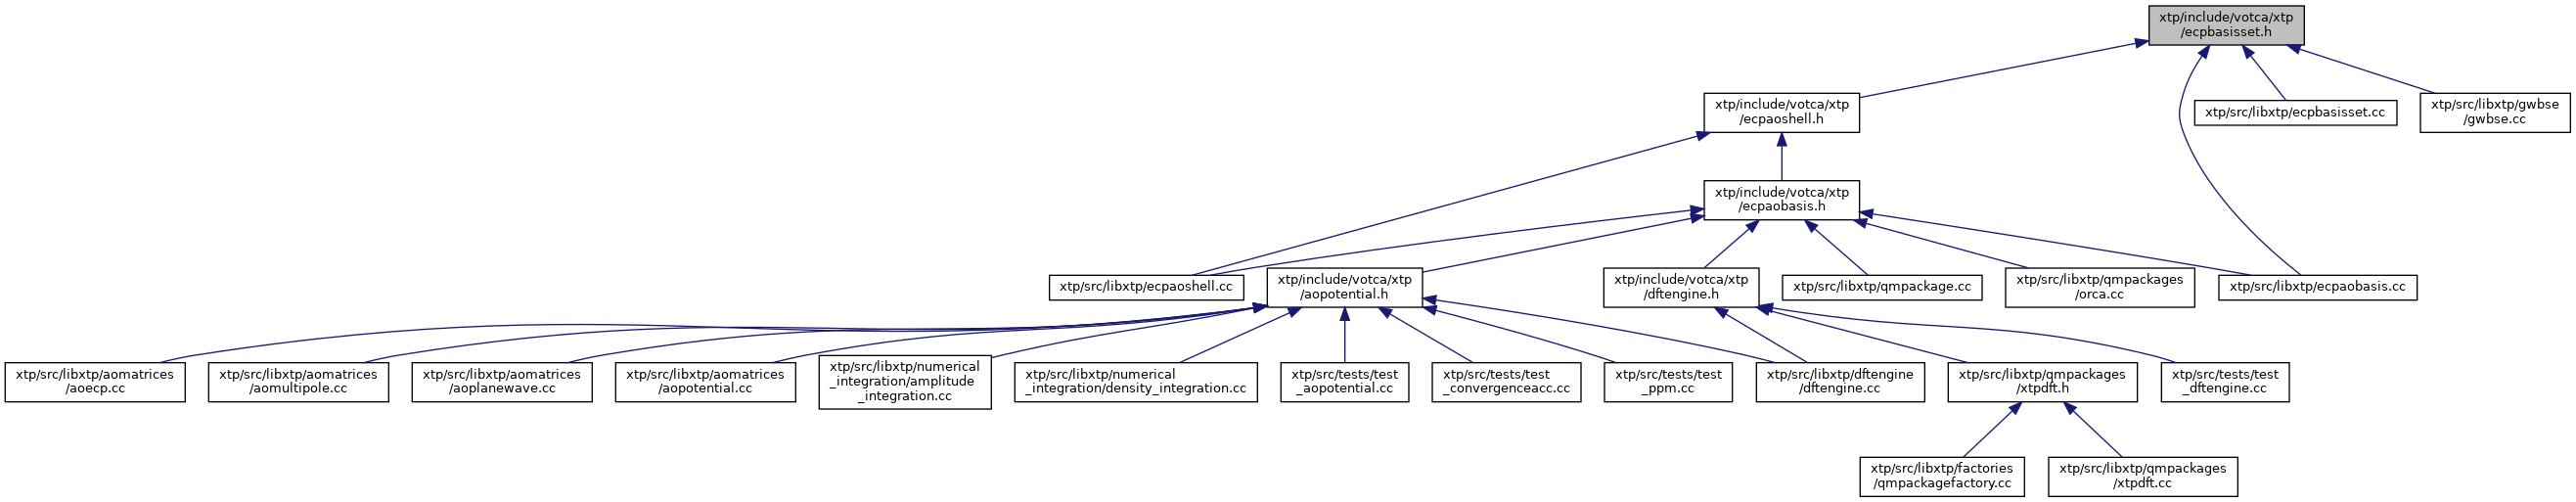 xtp/include/votca/xtp
/ecpbasisset.h
xtp/include/votca/xtp
/ecpaoshell.h
xtp/src/libxtp/ecpbasisset.cc
xtp/src/libxtp/gwbse
/gwbse.cc
xtp/include/votca/xtp
/ecpaobasis.h
xtp/src/libxtp/ecpaoshell.cc
xtp/include/votca/xtp
/aopotential.h
xtp/include/votca/xtp
/dftengine.h
xtp/src/libxtp/qmpackage.cc
xtp/src/libxtp/qmpackages
/orca.cc
xtp/src/libxtp/ecpaobasis.cc
xtp/src/libxtp/aomatrices
/aoecp.cc
xtp/src/libxtp/aomatrices
/aomultipole.cc
xtp/src/libxtp/aomatrices
/aoplanewave.cc
xtp/src/libxtp/aomatrices
/aopotential.cc
xtp/src/libxtp/numerical
_integration/amplitude
_integration.cc
xtp/src/libxtp/numerical
_integration/density_integration.cc
xtp/src/tests/test
_aopotential.cc
xtp/src/tests/test
_convergenceacc.cc
xtp/src/tests/test
_ppm.cc
xtp/src/libxtp/dftengine
/dftengine.cc
xtp/src/libxtp/qmpackages
/xtpdft.h
xtp/src/tests/test
_dftengine.cc
xtp/src/libxtp/factories
/qmpackagefactory.cc
xtp/src/libxtp/qmpackages
/xtpdft.cc